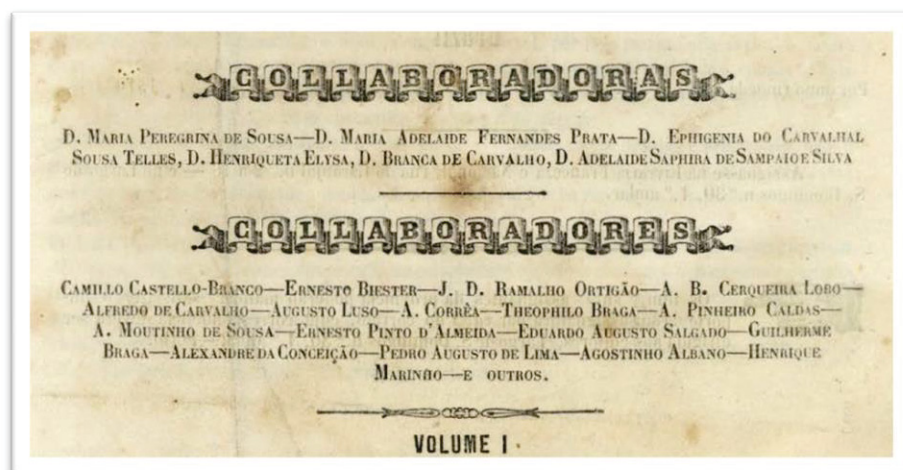 COLLABORADORAS
D. MARIA PEREGRINA DE SOUSA—D. MARIA ADELAIDE FERNANDES PRATA—D. EPHIGENIA DO CARVALHAL
SOUSA TELLES, D. HENRIQUETA ELYSA, D. BRANCA DE CARVALHO, D. ADELAIDE SAPHIRA DE SAMPAIO E SILVA
COLLABORADORES
CAMILLO CASTELLO-BRANCO—ERNESTO BIESTER—J. D. RAMALHO ORTIGÃO—A. B. CERQUEIRA LOBO—
ALFREDO DE CARVALHO—AUGUSTO LUSO—A. CORRÊA—THEOPHILO BRAGA—A. PINHEIRO CALDAS—
A. MOUTINHO DE SOUSA—ERNESTO PINTO D'ALMEIDA—EDUARDO AUGUSTO SALGADO—GUILHERME
BRAGA—ALEXANDRE DA CONCEIÇÃO—PEDRO AUGUSTO DE LIMA—AGOSTINHO ALBANO—HENRIQUE
MARINHO—E OUTROS.
VOLUME I